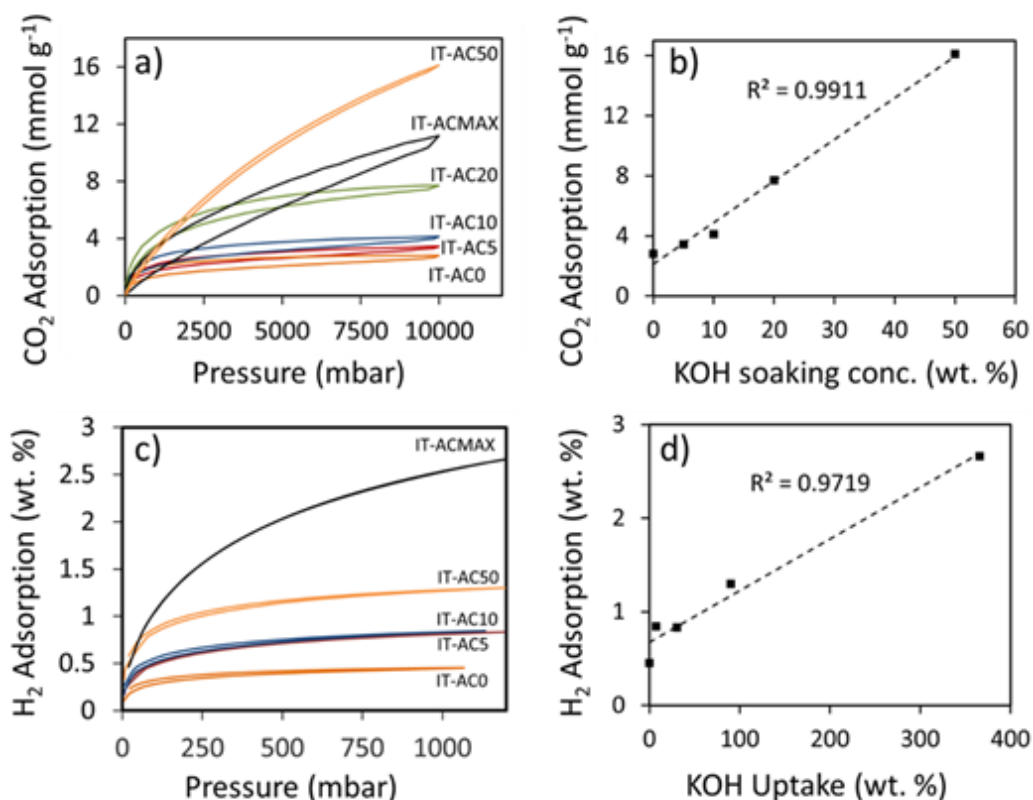 a)
CO₂ Adsorption (mmol g⁻¹)
16
12
8
4
0
IT-AC50
IT-ACMAX
IT-AC20
IT-AC10
IT-AC5
IT-AC0
0 2500 5000 7500 10000
Pressure (mbar)
b)
CO₂ Adsorption (mmol g⁻¹)
16
12
8
4
0
R² = 0.9911
0 10 20 30 40 50 60
KOH soaking conc. (wt. %)
c)
H₂ Adsorption (wt. %)
3
2.5
2
1.5
1
0.5
0
IT-ACMAX
IT-AC50
IT-AC10
IT-AC5
IT-AC0
0 250 500 750 1000
Pressure (mbar)
d)
H₂ Adsorption (wt. %)
3
2
1
0
R² = 0.9719
0 100 200 300 400
KOH Uptake (wt. %)